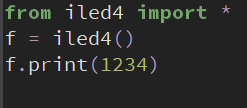 from iled4 import *
f = iled4()
f.print(1234)